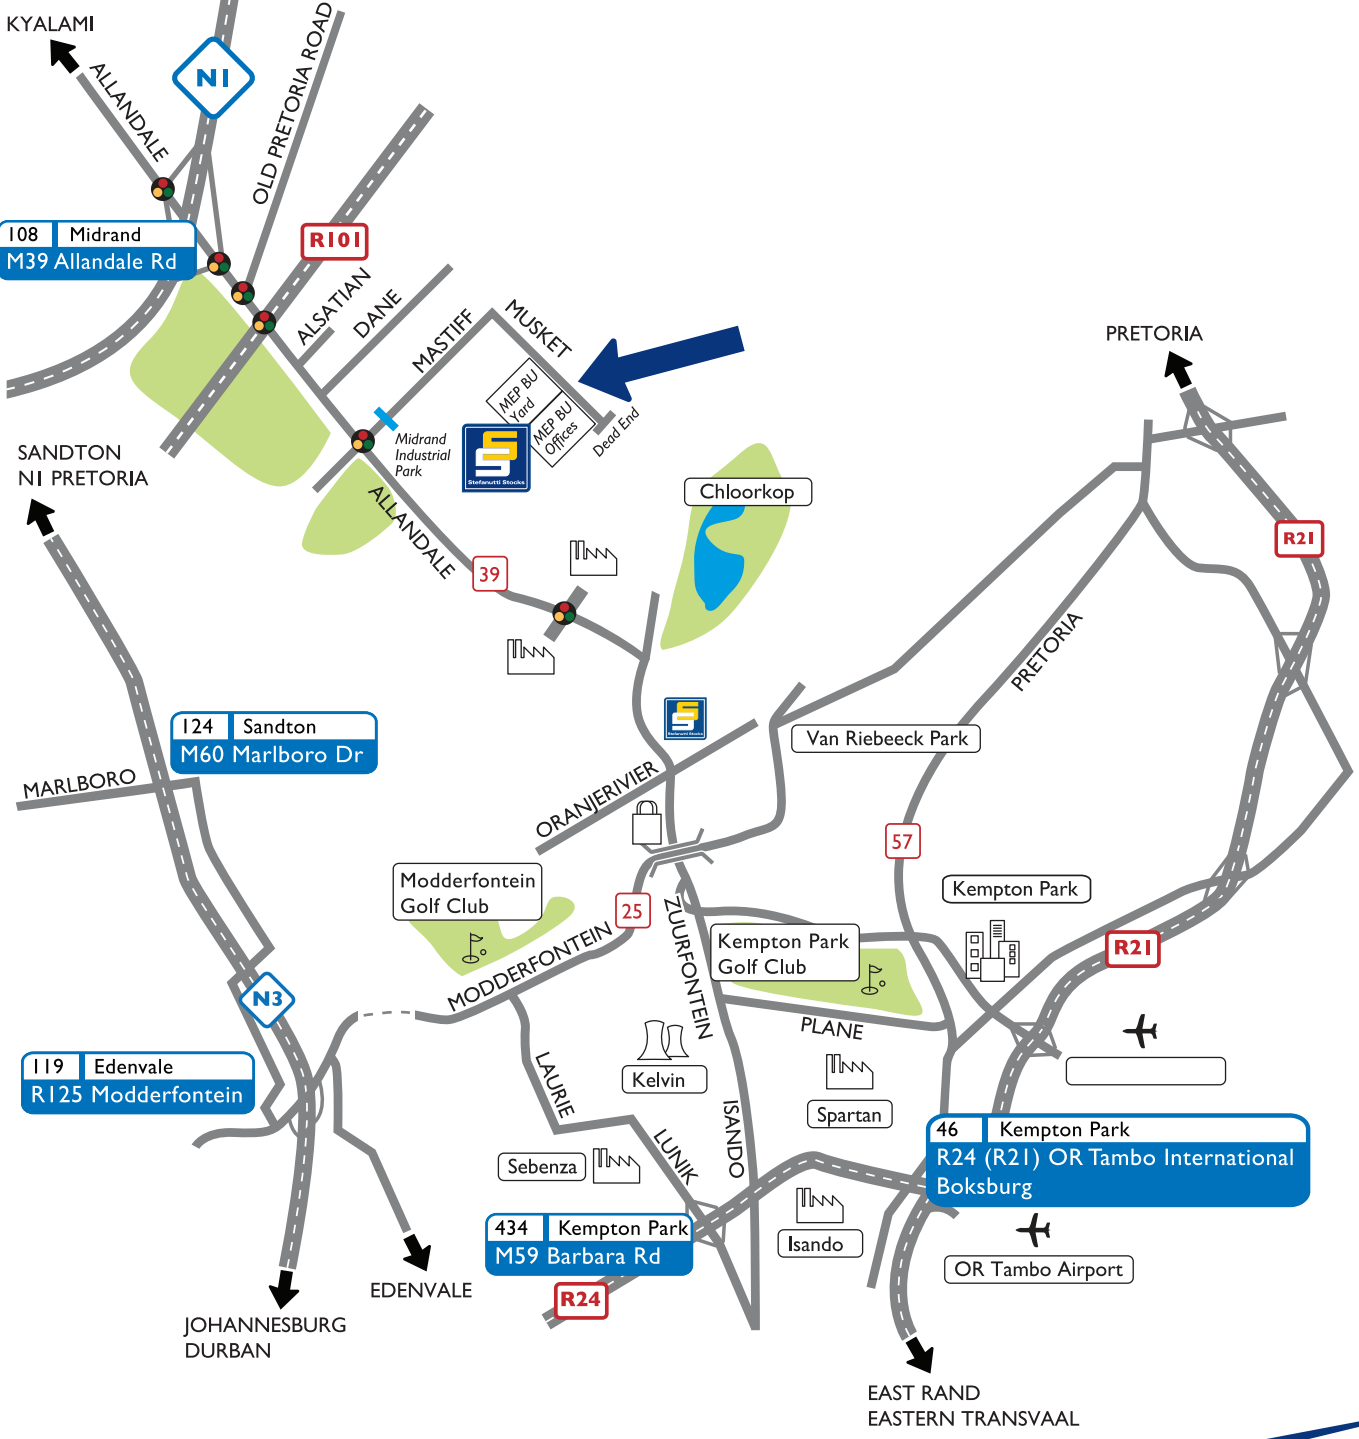 KYALAMI
ALLANDALE
N1
OLD PRETORIA ROAD
108 Midrand
M39 Allandale Rd
R101
ALSATIAN
DANE
MASTIFF
MUSKET
MEP BU
Yard
MEP BU
Offices
Dead End
Midrand
Industrial
Park
Stefanutti Stocks
PRETORIA
SANDTON
N1 PRETORIA
ALLANDALE
39
Chloorkop
R21
PRETORIA
124 Sandton
M60 Marlboro Dr
MARLBORO
Stefanutti Stocks
Van Riebeeck Park
ORANJERIVIER
57
Modderfontein
Golf Club
25
Kempton Park
ZUURFONTEIN
Kempton Park
Golf Club
R21
MODDERFONTEIN
N3
PLANE
119 Edenvale
R125 Modderfontein
LAURIE
Kelvin
Spartan
ISANDO
LUNIK
46 Kempton Park
R24 (R21) OR Tambo International
Boksburg
Sebenza
434 Kempton Park
M59 Barbara Rd
Isando
OR Tambo Airport
R24
EDENVALE
JOHANNESBURG
DURBAN
EAST RAND
EASTERN TRANSVAAL